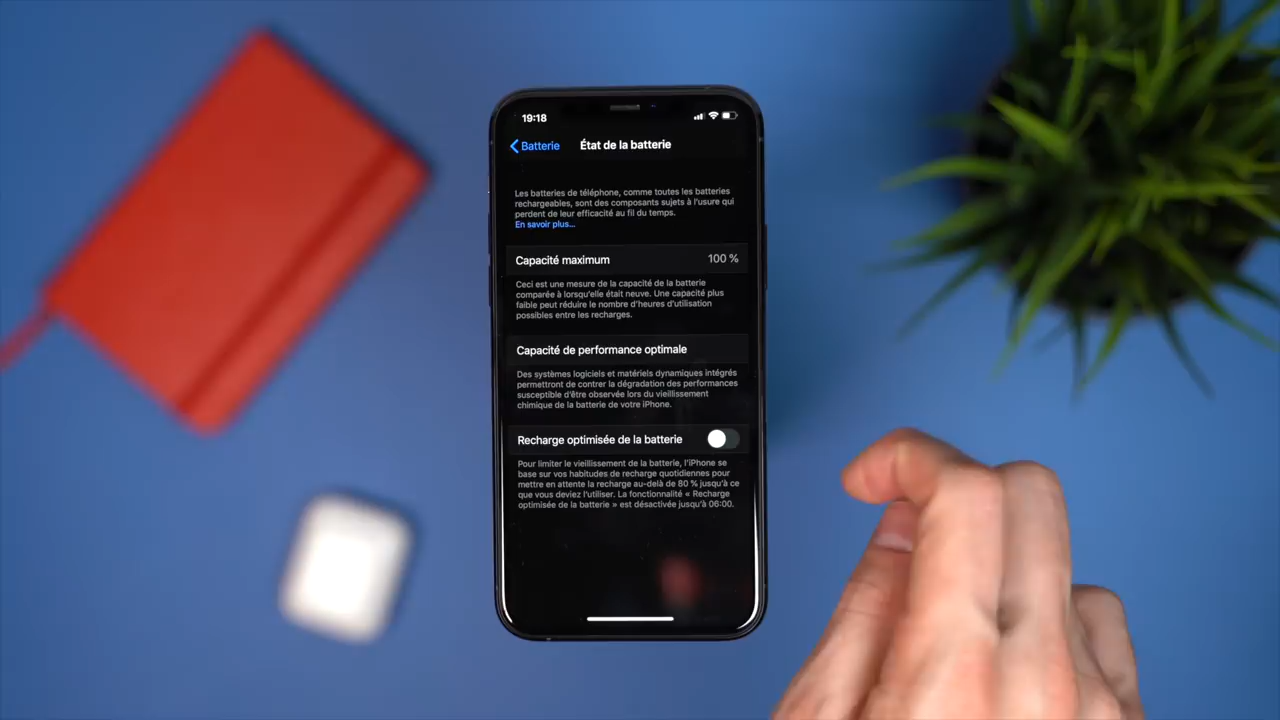 19:18
Batterie
État de la batterie
Les batteries de téléphone, comme toutes les batteries
rechargeables, sont des composants sujets à l'usure qui
perdent de leur efficacité au fil du temps.
En savoir plus...
Capacité maximum 100 %
Ceci est une mesure de la capacité de la batterie
comparée à lorsqu'elle était neuve. Une capacité plus
faible peut réduire le nombre d'heures d'utilisation
possibles entre les recharges.
Capacité de performance optimale
Des systèmes logiciels et matériels dynamiques intégrés
permettront de contrer la dégradation des performances
susceptible d'être observée lors du vieillissement
chimique de la batterie de votre iPhone.
Recharge optimisée de la batterie
Pour limiter le vieillissement de la batterie, l'iPhone se
base sur vos habitudes de recharge quotidiennes pour
mettre en attente la recharge au-delà de 80 % jusqu'à ce
que vous deviez l'utiliser. La fonctionnalité « Recharge
optimisée de la batterie » est désactivée jusqu'à 06:00.